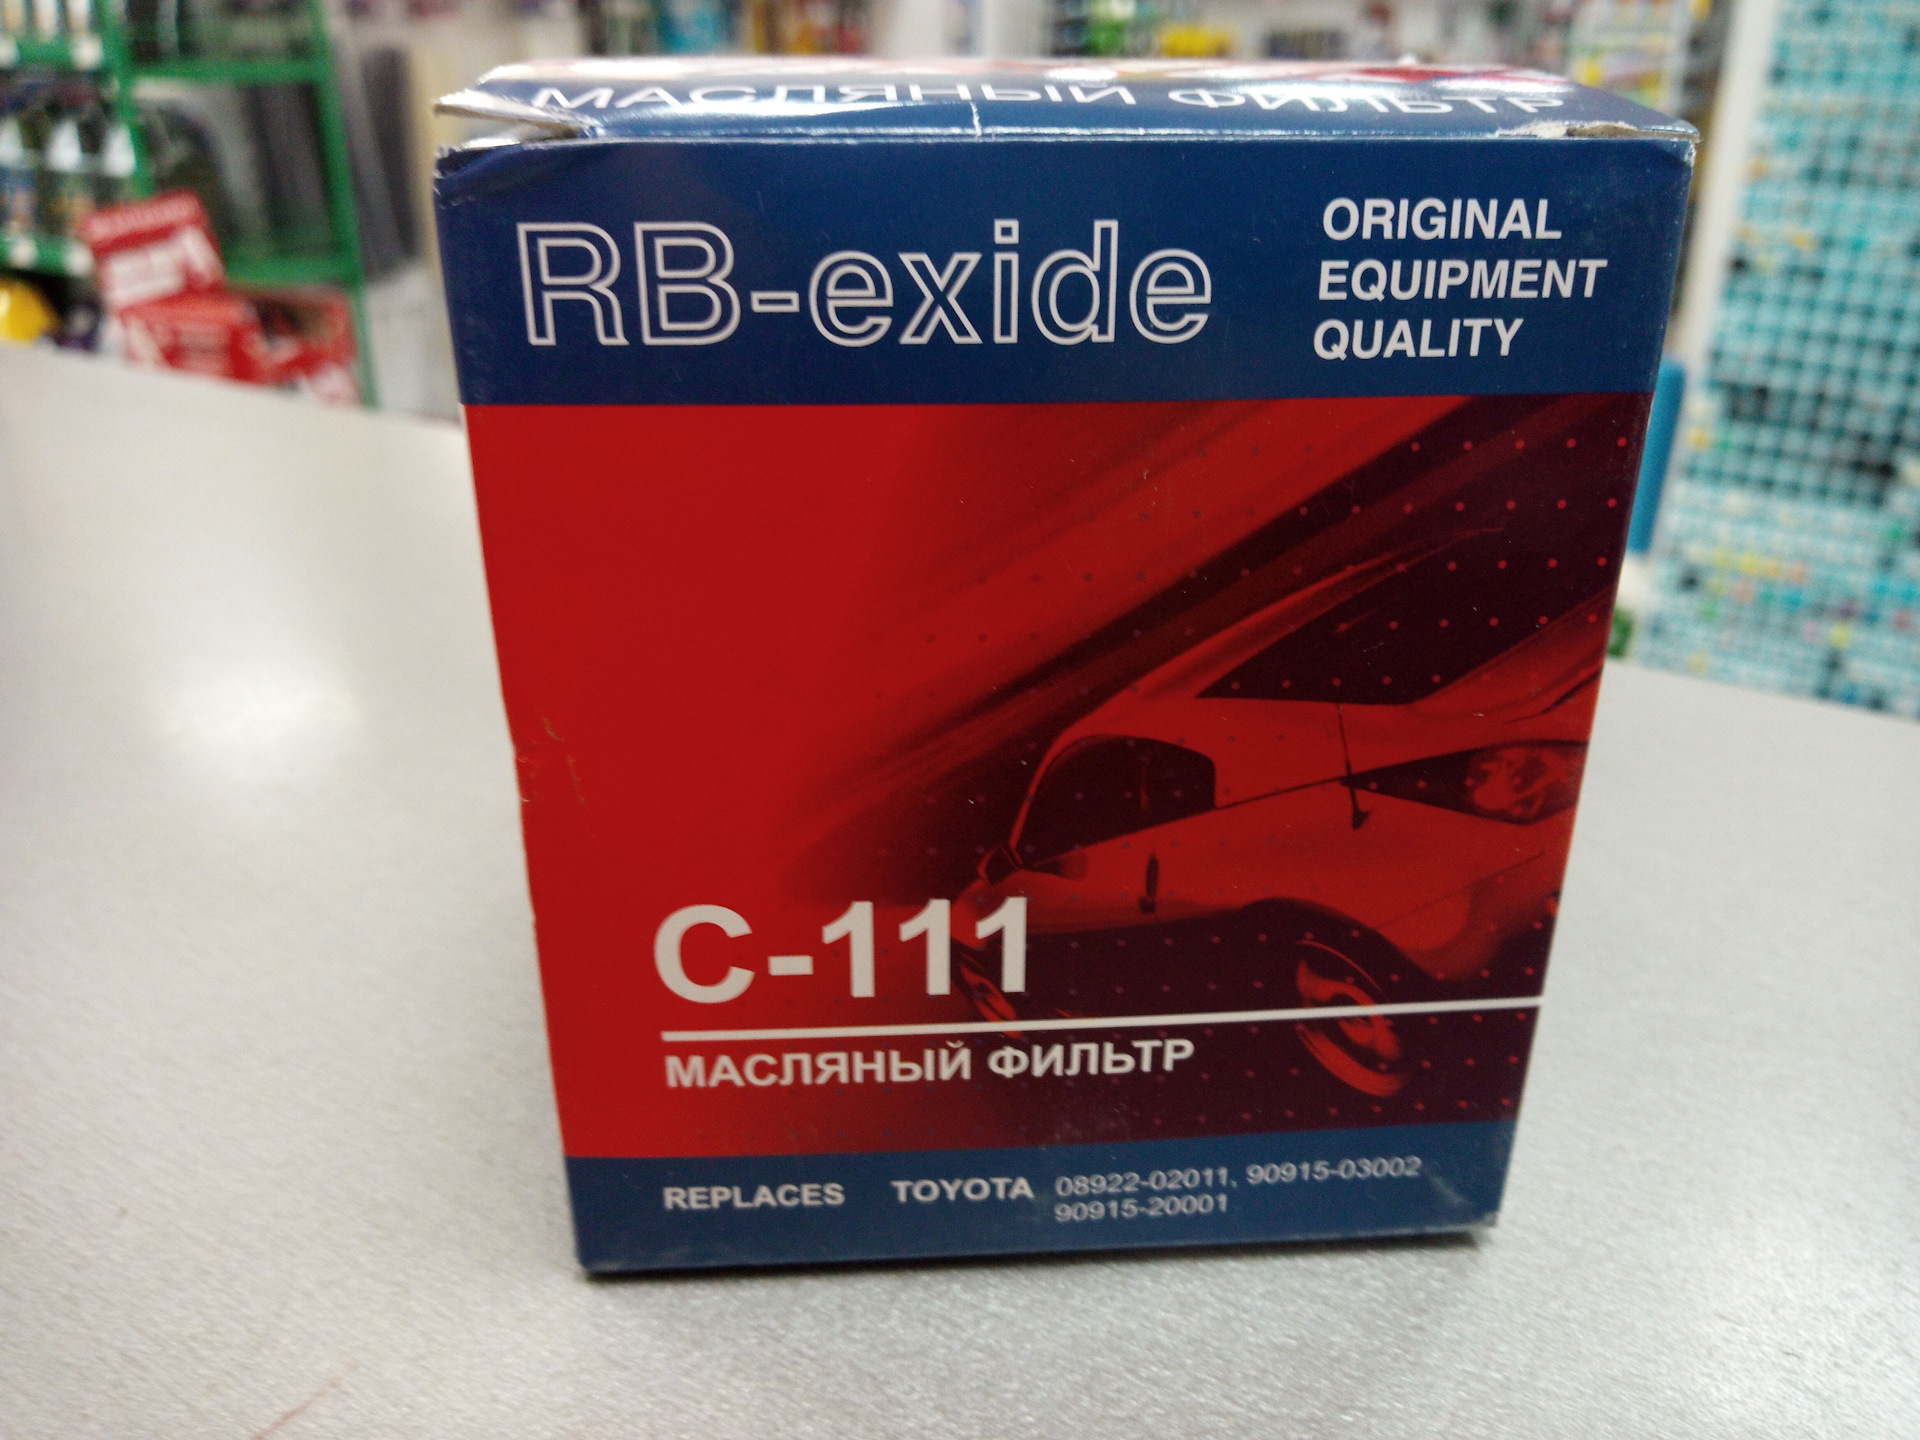 МАСЛЯНЫЙ ФИЛЬТР
RB-exide
ORIGINAL
EQUIPMENT
QUALITY
C-111
МАСЛЯНЫЙ ФИЛЬТР
REPLACES TOYOTA 08922-02011, 90915-03002
90915-20001